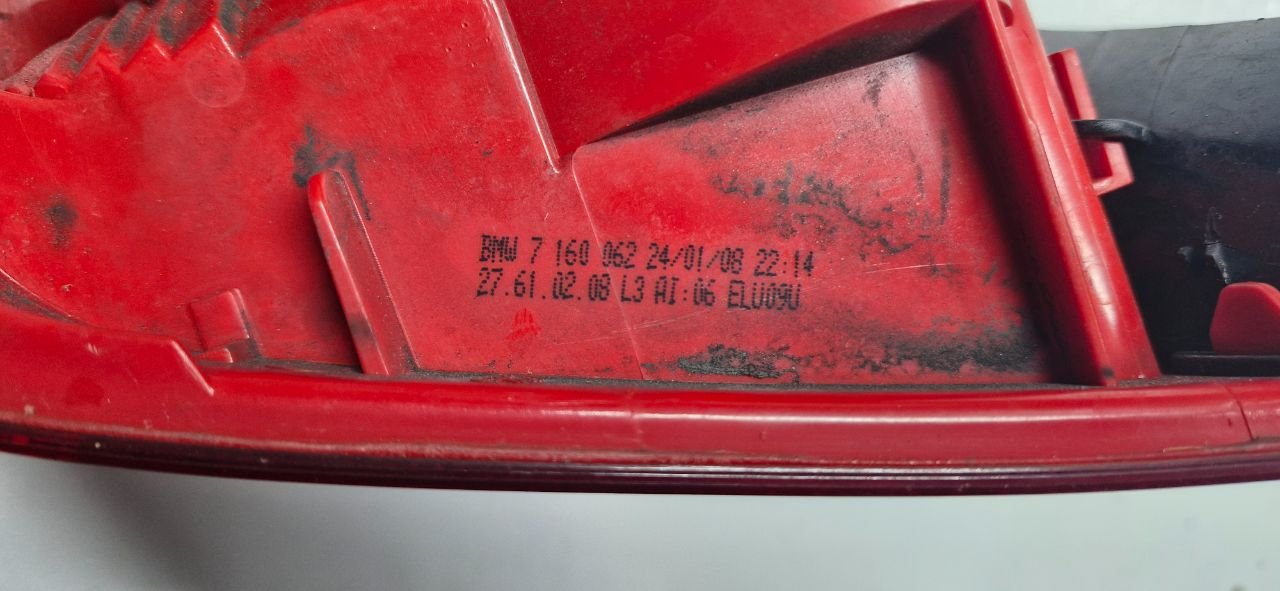 BMW 7 160 062 24/01/08 22:14
27.61.02.08 L3 AI:06 ELU09U